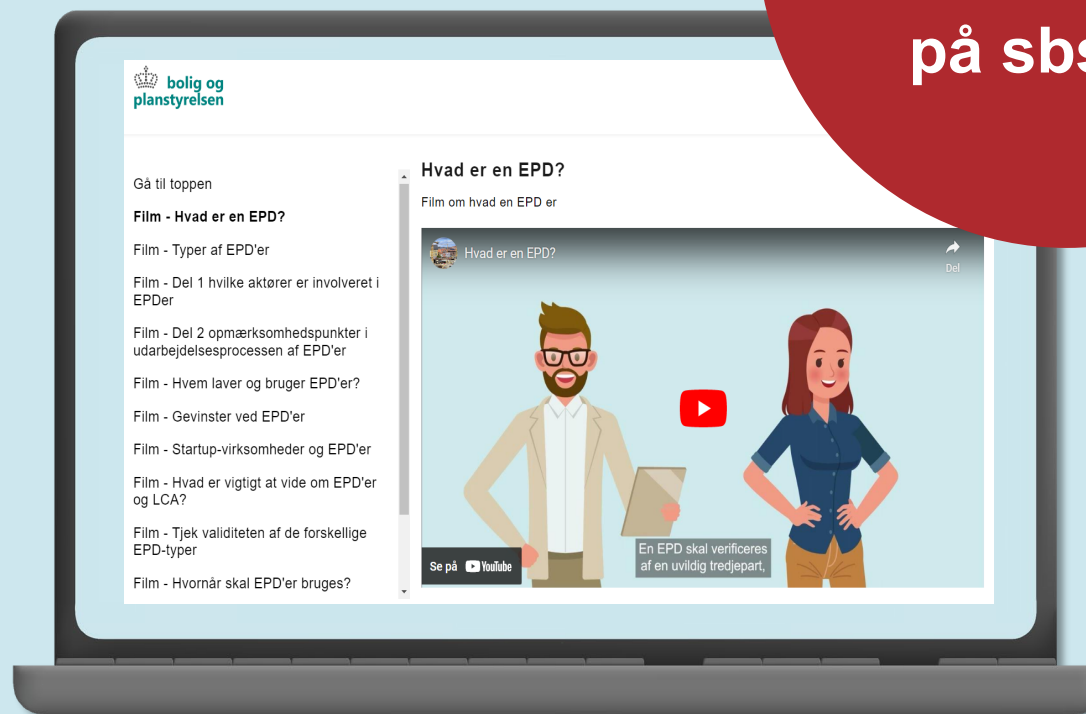 på sbs
bolig og
planstyrelsen
Gå til toppen
Film - Hvad er en EPD?
Film - Typer af EPD'er
Film - Del 1 hvilke aktører er involveret i
EPDer
Film - Del 2 opmærksomhedspunkter i
udarbejdelsesprocessen af EPD'er
Film - Hvem laver og bruger EPD'er?
Film - Gevinster ved EPD'er
Film - Startup-virksomheder og EPD'er
Film - Hvad er vigtigt at vide om EPD'er
og LCA?
Film - Tjek validiteten af de forskellige
EPD-typer
Film - Hvornår skal EPD'er bruges?
Hvad er en EPD?
Film om hvad en EPD er
Hvad er en EPD?
Del
En EPD skal verificeres
af en uvildig tredjepart,
Se på YouTube